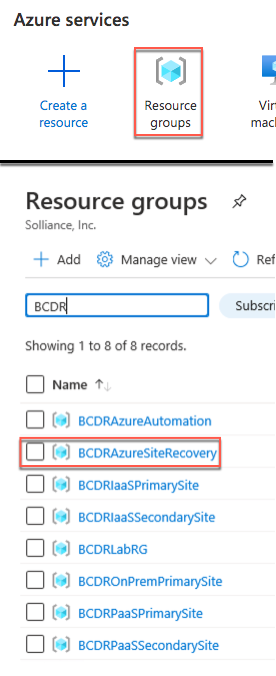 Azure services
Create a
resource
Resource
groups
Vir
mach
Resource groups
Solliance, Inc.
Add
Manage view
Ref
BCDR
Subscri
Showing 1 to 8 of 8 records.
Name
BCDRAzureAutomation
BCDRAzureSiteRecovery
BCDRIaaSPrimarySite
BCDRIaaSSecondarySite
BCDRLabRG
BCDROnPremPrimarySite
BCDRPaaSPrimarySite
BCDRPaaSSecondarySite